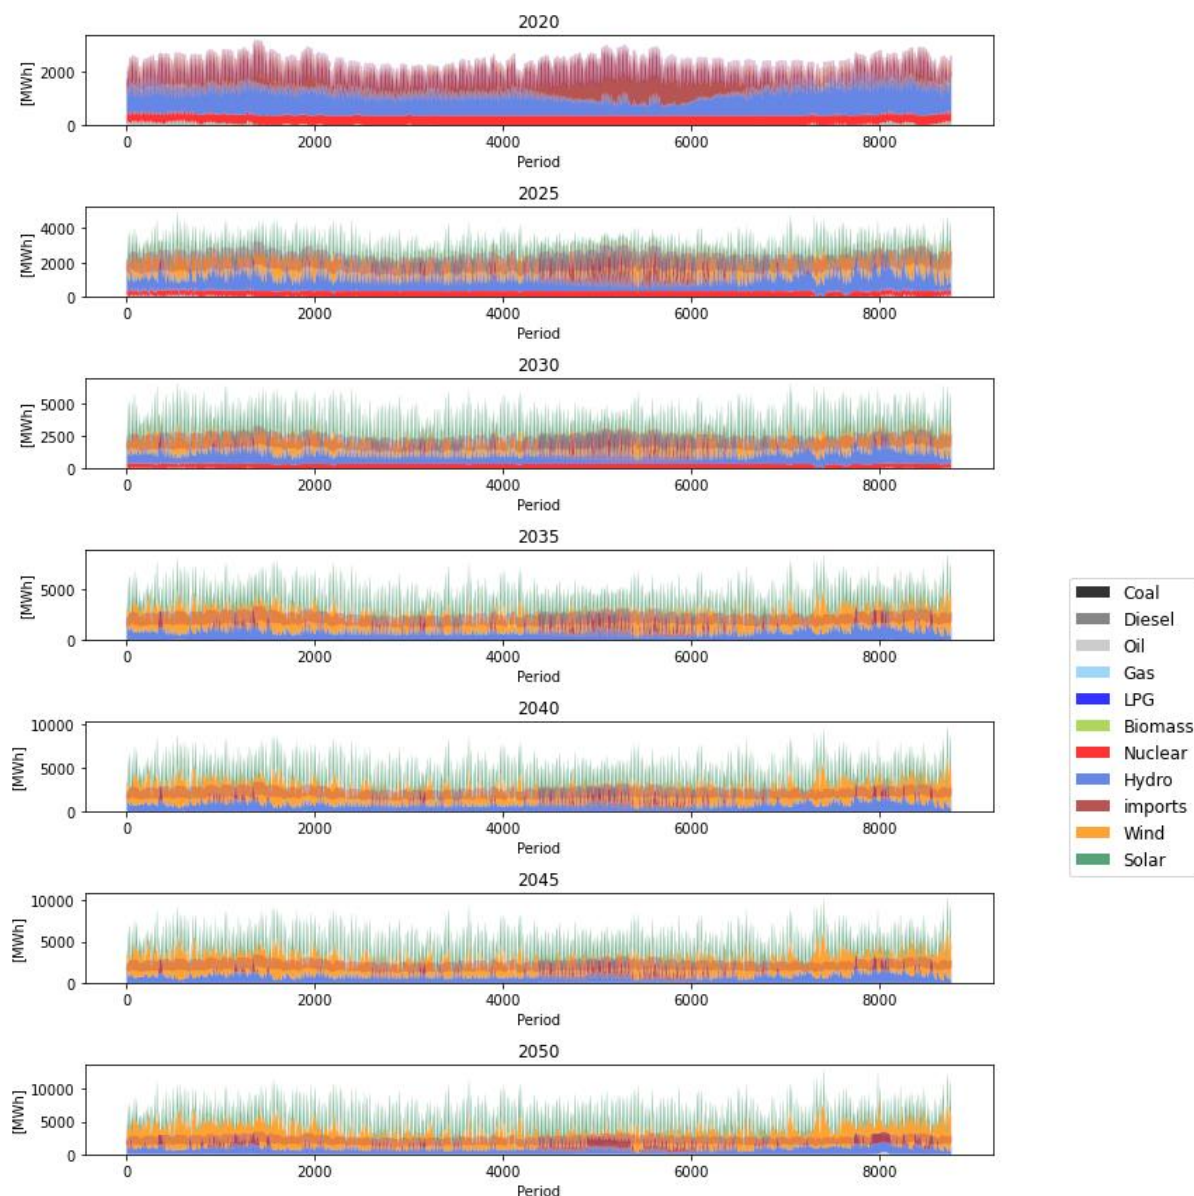 2020
2000
0
[MWh]
0 2000 4000 6000 8000
Period
2025
4000
2000
0
[MWh]
0 2000 4000 6000 8000
Period
2030
5000
2500
0
[MWh]
0 2000 4000 6000 8000
Period
2035
5000
0
[MWh]
0 2000 4000 6000 8000
Period
Coal
Diesel
Oil
Gas
LPG
Biomass
Nuclear
Hydro
imports
Wind
Solar
2040
10000
5000
0
[MWh]
0 2000 4000 6000 8000
Period
2045
10000
5000
0
[MWh]
0 2000 4000 6000 8000
Period
2050
10000
5000
0
[MWh]
0 2000 4000 6000 8000
Period